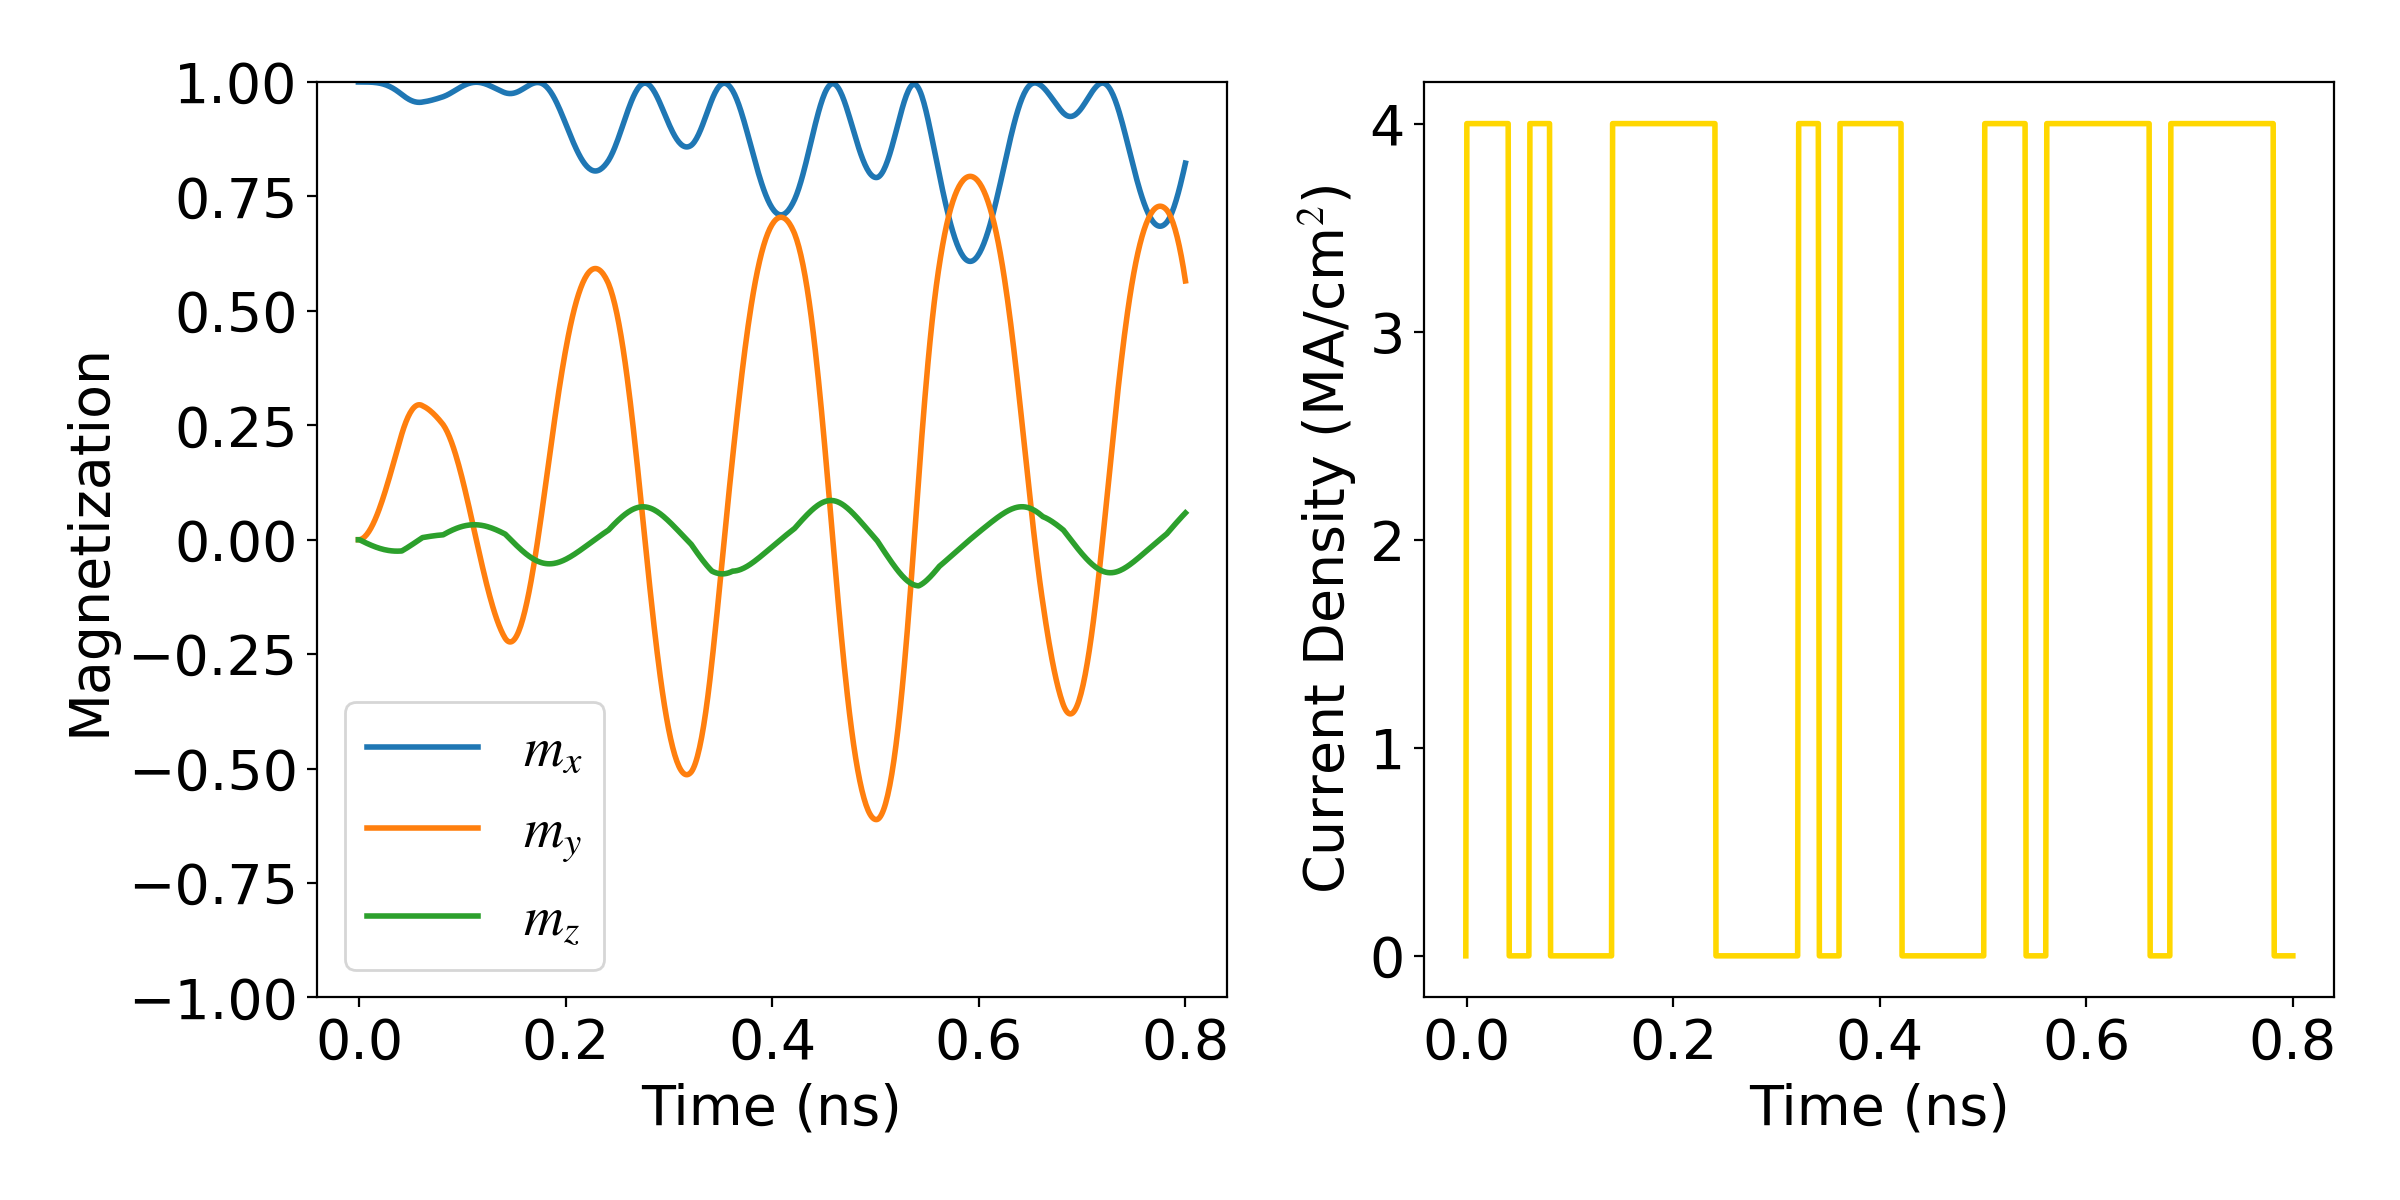 Magnetization
1.00
0.75
0.50
0.25
0.00
−0.25
−0.50
−0.75
−1.00
m_x
m_y
m_z
0.0 0.2 0.4 0.6 0.8
Time (ns)
Current Density (MA/cm²)
4
3
2
1
0
0.0 0.2 0.4 0.6 0.8
Time (ns)